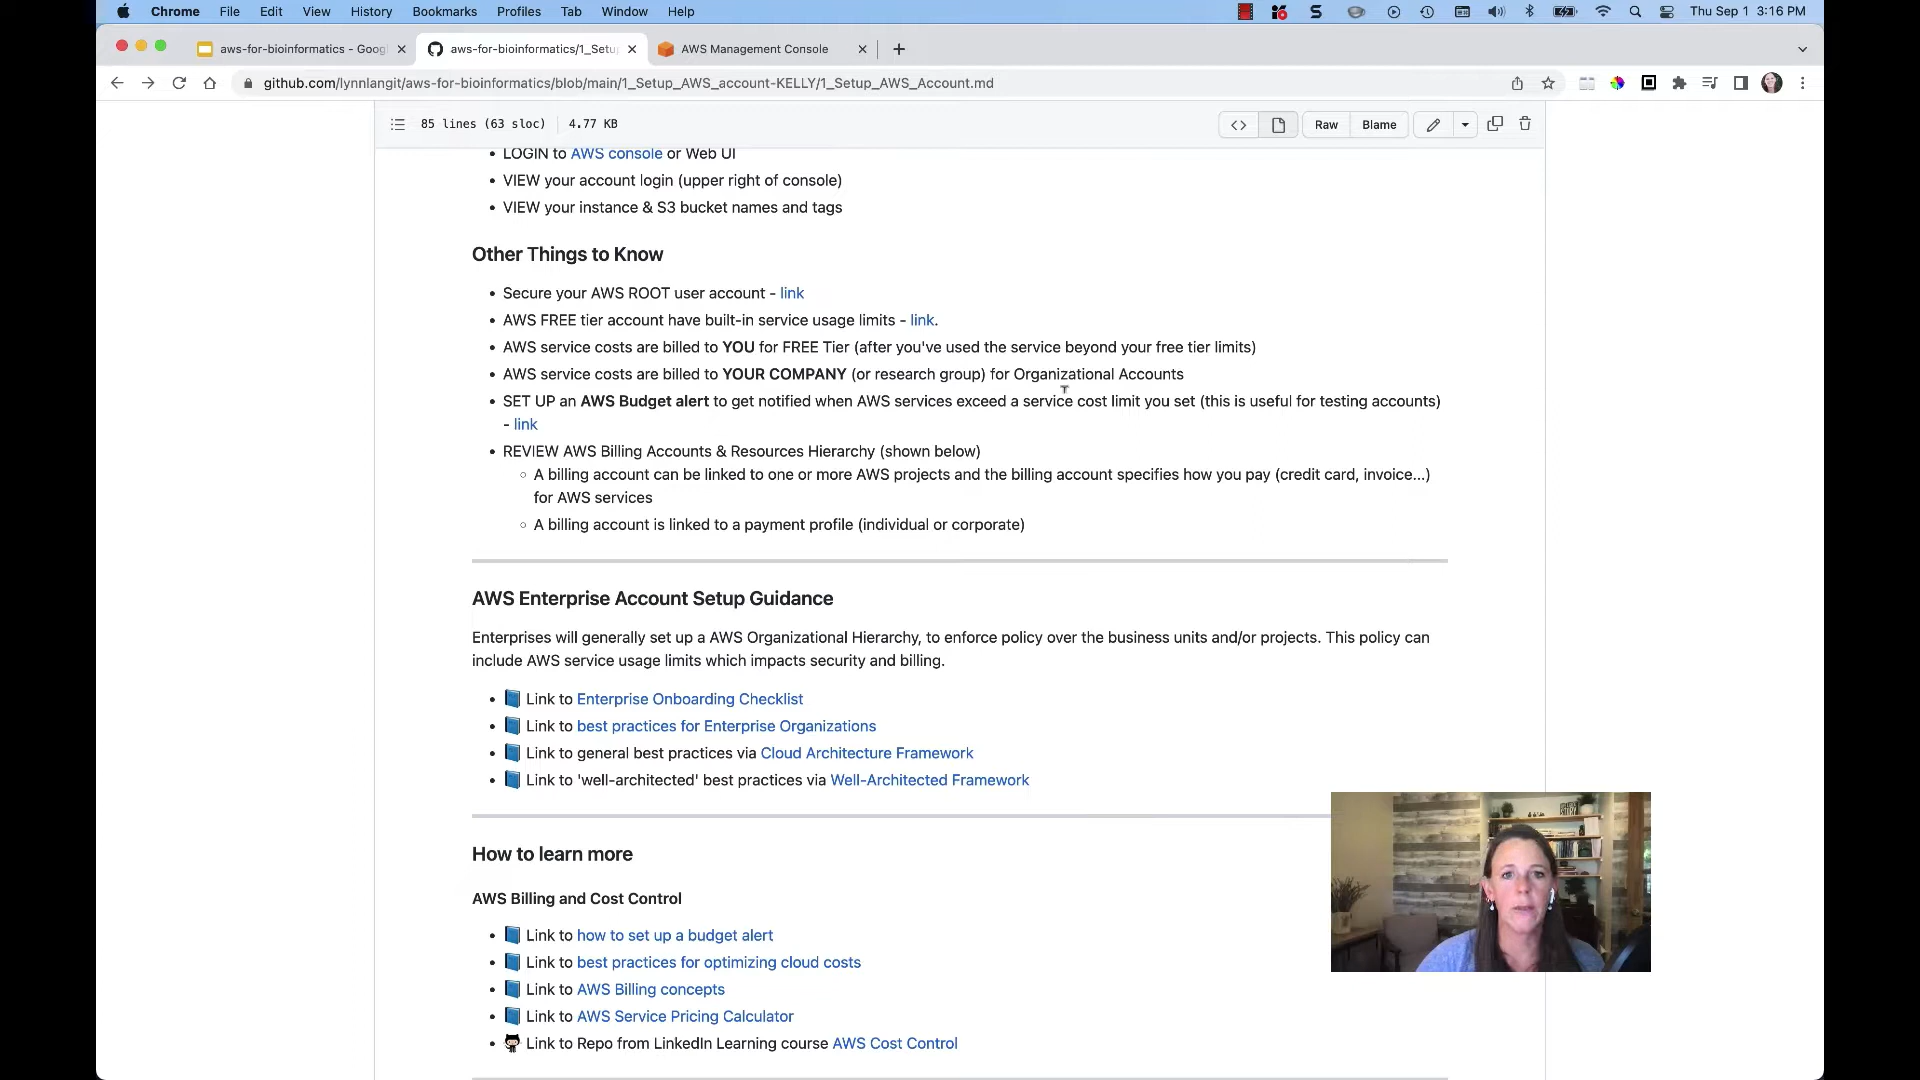 Chrome File Edit View History Bookmarks Profiles Tab Window Help Thu Sep 1 3:16 PM
aws-for-bioinformatics - Goog
aws-for-bioinformatics/1_Setu
AWS Management Console
github.com/lynnlangit/aws-for-bioinformatics/blob/main/1_Setup_AWS_account-KELLY/1_Setup_AWS_Account.md
85 lines (63 sloc) 4.77 KB Raw Blame
• LOGIN to AWS console or Web UI
• VIEW your account login (upper right of console)
• VIEW your instance & S3 bucket names and tags
Other Things to Know
• Secure your AWS ROOT user account - link
• AWS FREE tier account have built-in service usage limits - link.
• AWS service costs are billed to YOU for FREE Tier (after you've used the service beyond your free tier limits)
• AWS service costs are billed to YOUR COMPANY (or research group) for Organizational Accounts
• SET UP an AWS Budget alert to get notified when AWS services exceed a service cost limit you set (this is useful for testing accounts)
- link
• REVIEW AWS Billing Accounts & Resources Hierarchy (shown below)
◦ A billing account can be linked to one or more AWS projects and the billing account specifies how you pay (credit card, invoice...)
for AWS services
◦ A billing account is linked to a payment profile (individual or corporate)
AWS Enterprise Account Setup Guidance
Enterprises will generally set up a AWS Organizational Hierarchy, to enforce policy over the business units and/or projects. This policy can
include AWS service usage limits which impacts security and billing.
• Link to Enterprise Onboarding Checklist
• Link to best practices for Enterprise Organizations
• Link to general best practices via Cloud Architecture Framework
• Link to 'well-architected' best practices via Well-Architected Framework
How to learn more
AWS Billing and Cost Control
• Link to how to set up a budget alert
• Link to best practices for optimizing cloud costs
• Link to AWS Billing concepts
• Link to AWS Service Pricing Calculator
• Link to Repo from LinkedIn Learning course AWS Cost Control